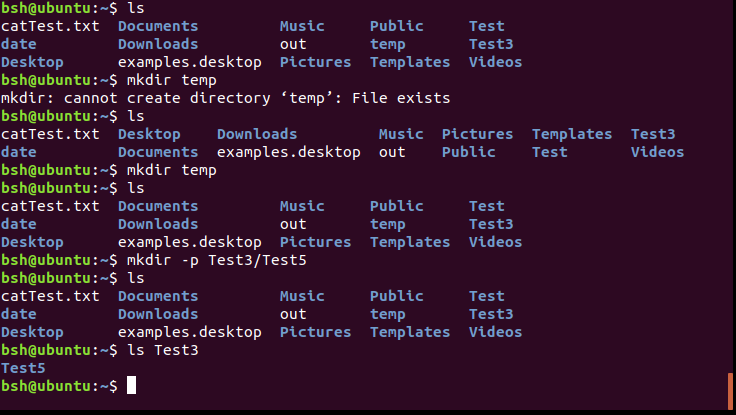 bsh@ubuntu:~$ ls
catTest.txt  Documents         Music     Public     Test
date         Downloads         out       temp       Test3
Desktop      examples.desktop  Pictures  Templates  Videos
bsh@ubuntu:~$ mkdir temp
mkdir: cannot create directory ‘temp’: File exists
bsh@ubuntu:~$ ls
catTest.txt  Desktop    Downloads         Music  Pictures  Templates  Test3
date         Documents  examples.desktop  out    Public    Test       Videos
bsh@ubuntu:~$ mkdir temp
bsh@ubuntu:~$ ls
catTest.txt  Documents         Music     Public     Test
date         Downloads         out       temp       Test3
Desktop      examples.desktop  Pictures  Templates  Videos
bsh@ubuntu:~$ mkdir -p Test3/Test5
bsh@ubuntu:~$ ls
catTest.txt  Documents         Music     Public     Test
date         Downloads         out       temp       Test3
Desktop      examples.desktop  Pictures  Templates  Videos
bsh@ubuntu:~$ ls Test3
Test5
bsh@ubuntu:~$